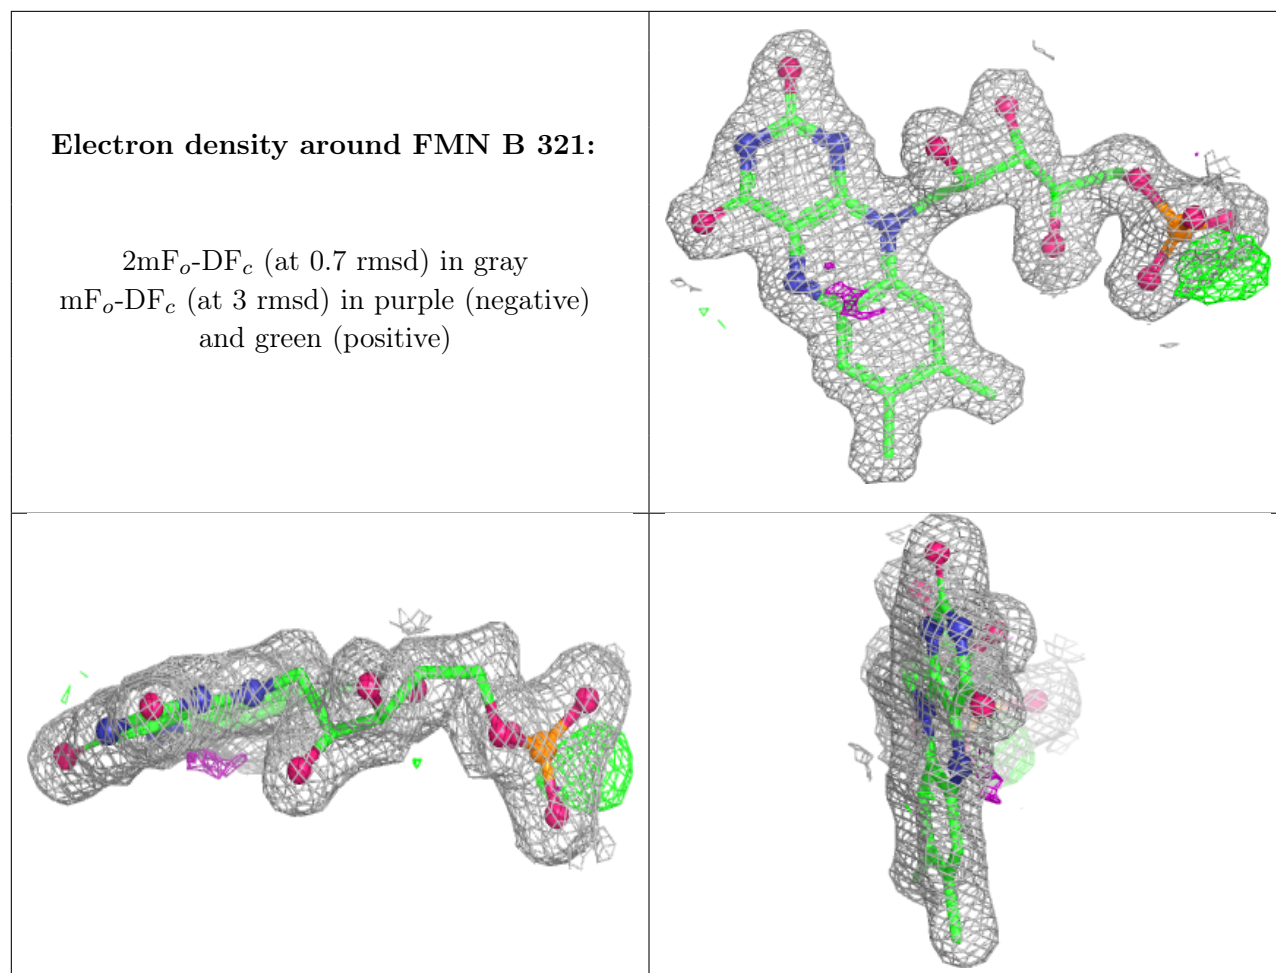 Electron density around FMN B 321:
2mFo-DFc (at 0.7 rmsd) in gray
mFo-DFc (at 3 rmsd) in purple (negative)
and green (positive)